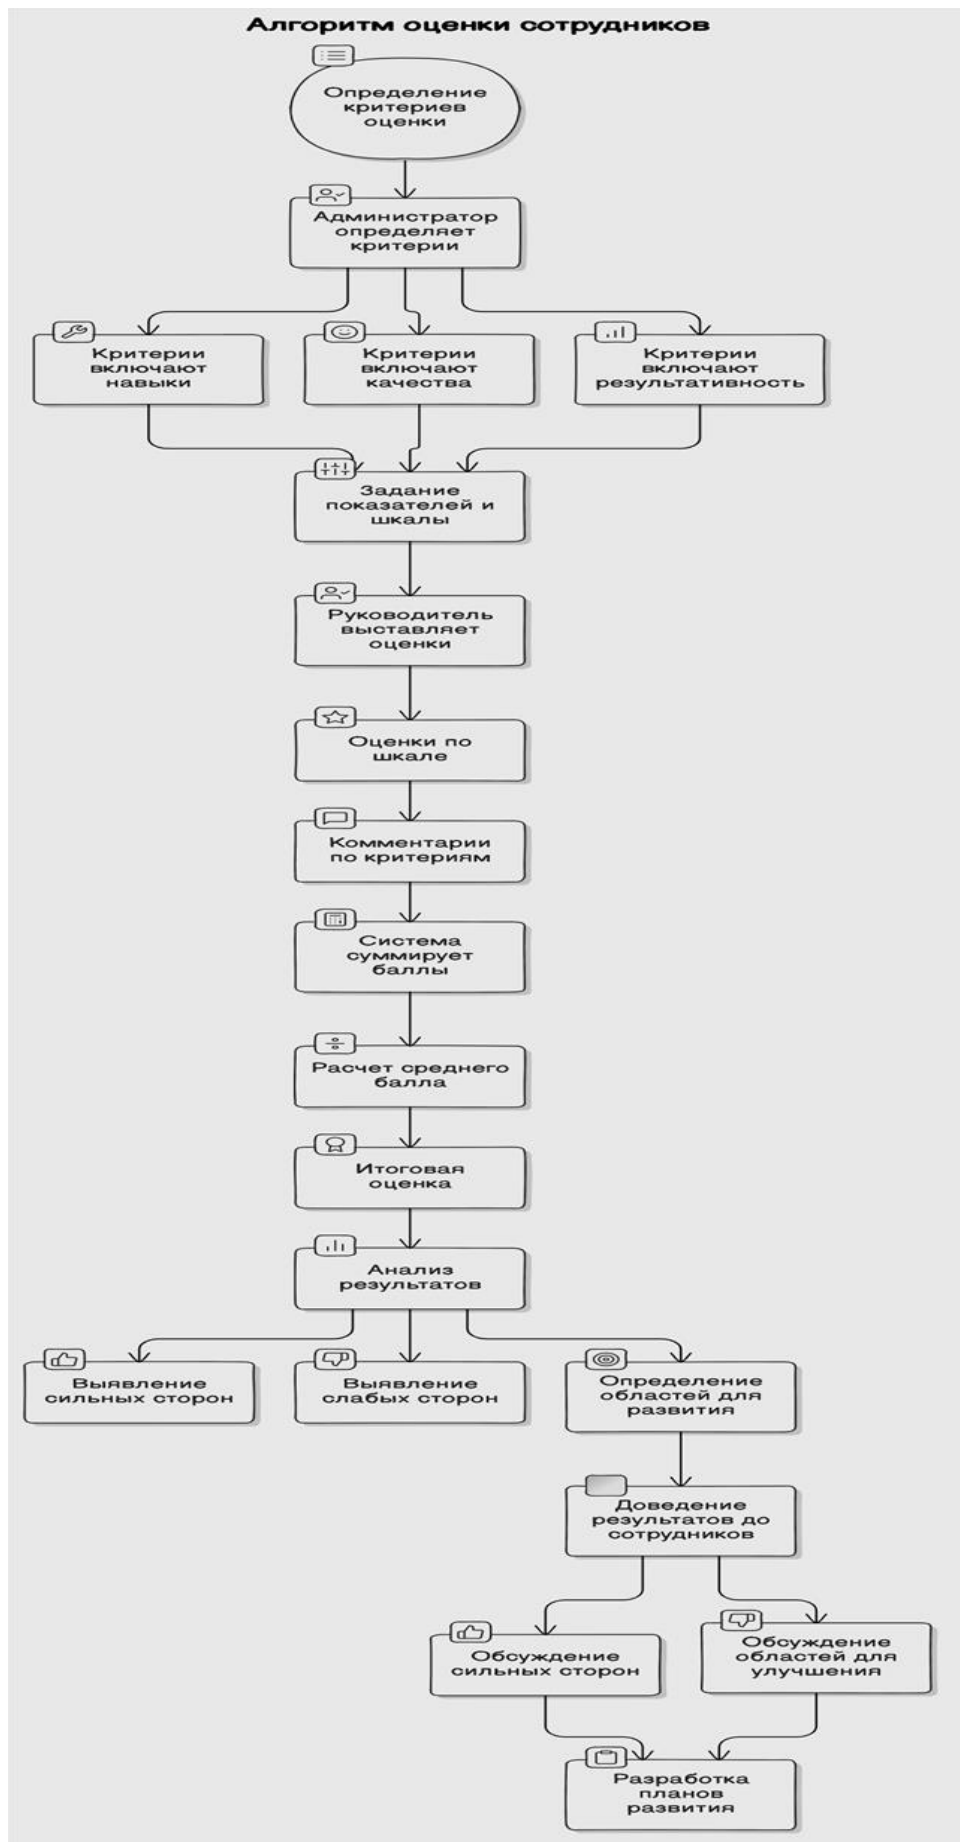 Алгоритм оценки сотрудников
Определение
критериев
оценки
Администратор
определяет
критерии
Критерии
включают
навыки
Критерии
включают
качества
Критерии
включают
результативность
Задание
показателей и
шкалы
Руководитель
выставляет
оценки
Оценки по
шкале
Комментарии
по критериям
Система
суммирует
баллы
Расчет среднего
балла
Итоговая
оценка
Анализ
результатов
Выявление
сильных сторон
Выявление
слабых сторон
Определение
областей для
развития
Доведение
результатов до
сотрудников
Обсуждение
сильных сторон
Обсуждение
областей для
улучшения
Разработка
планов
развития